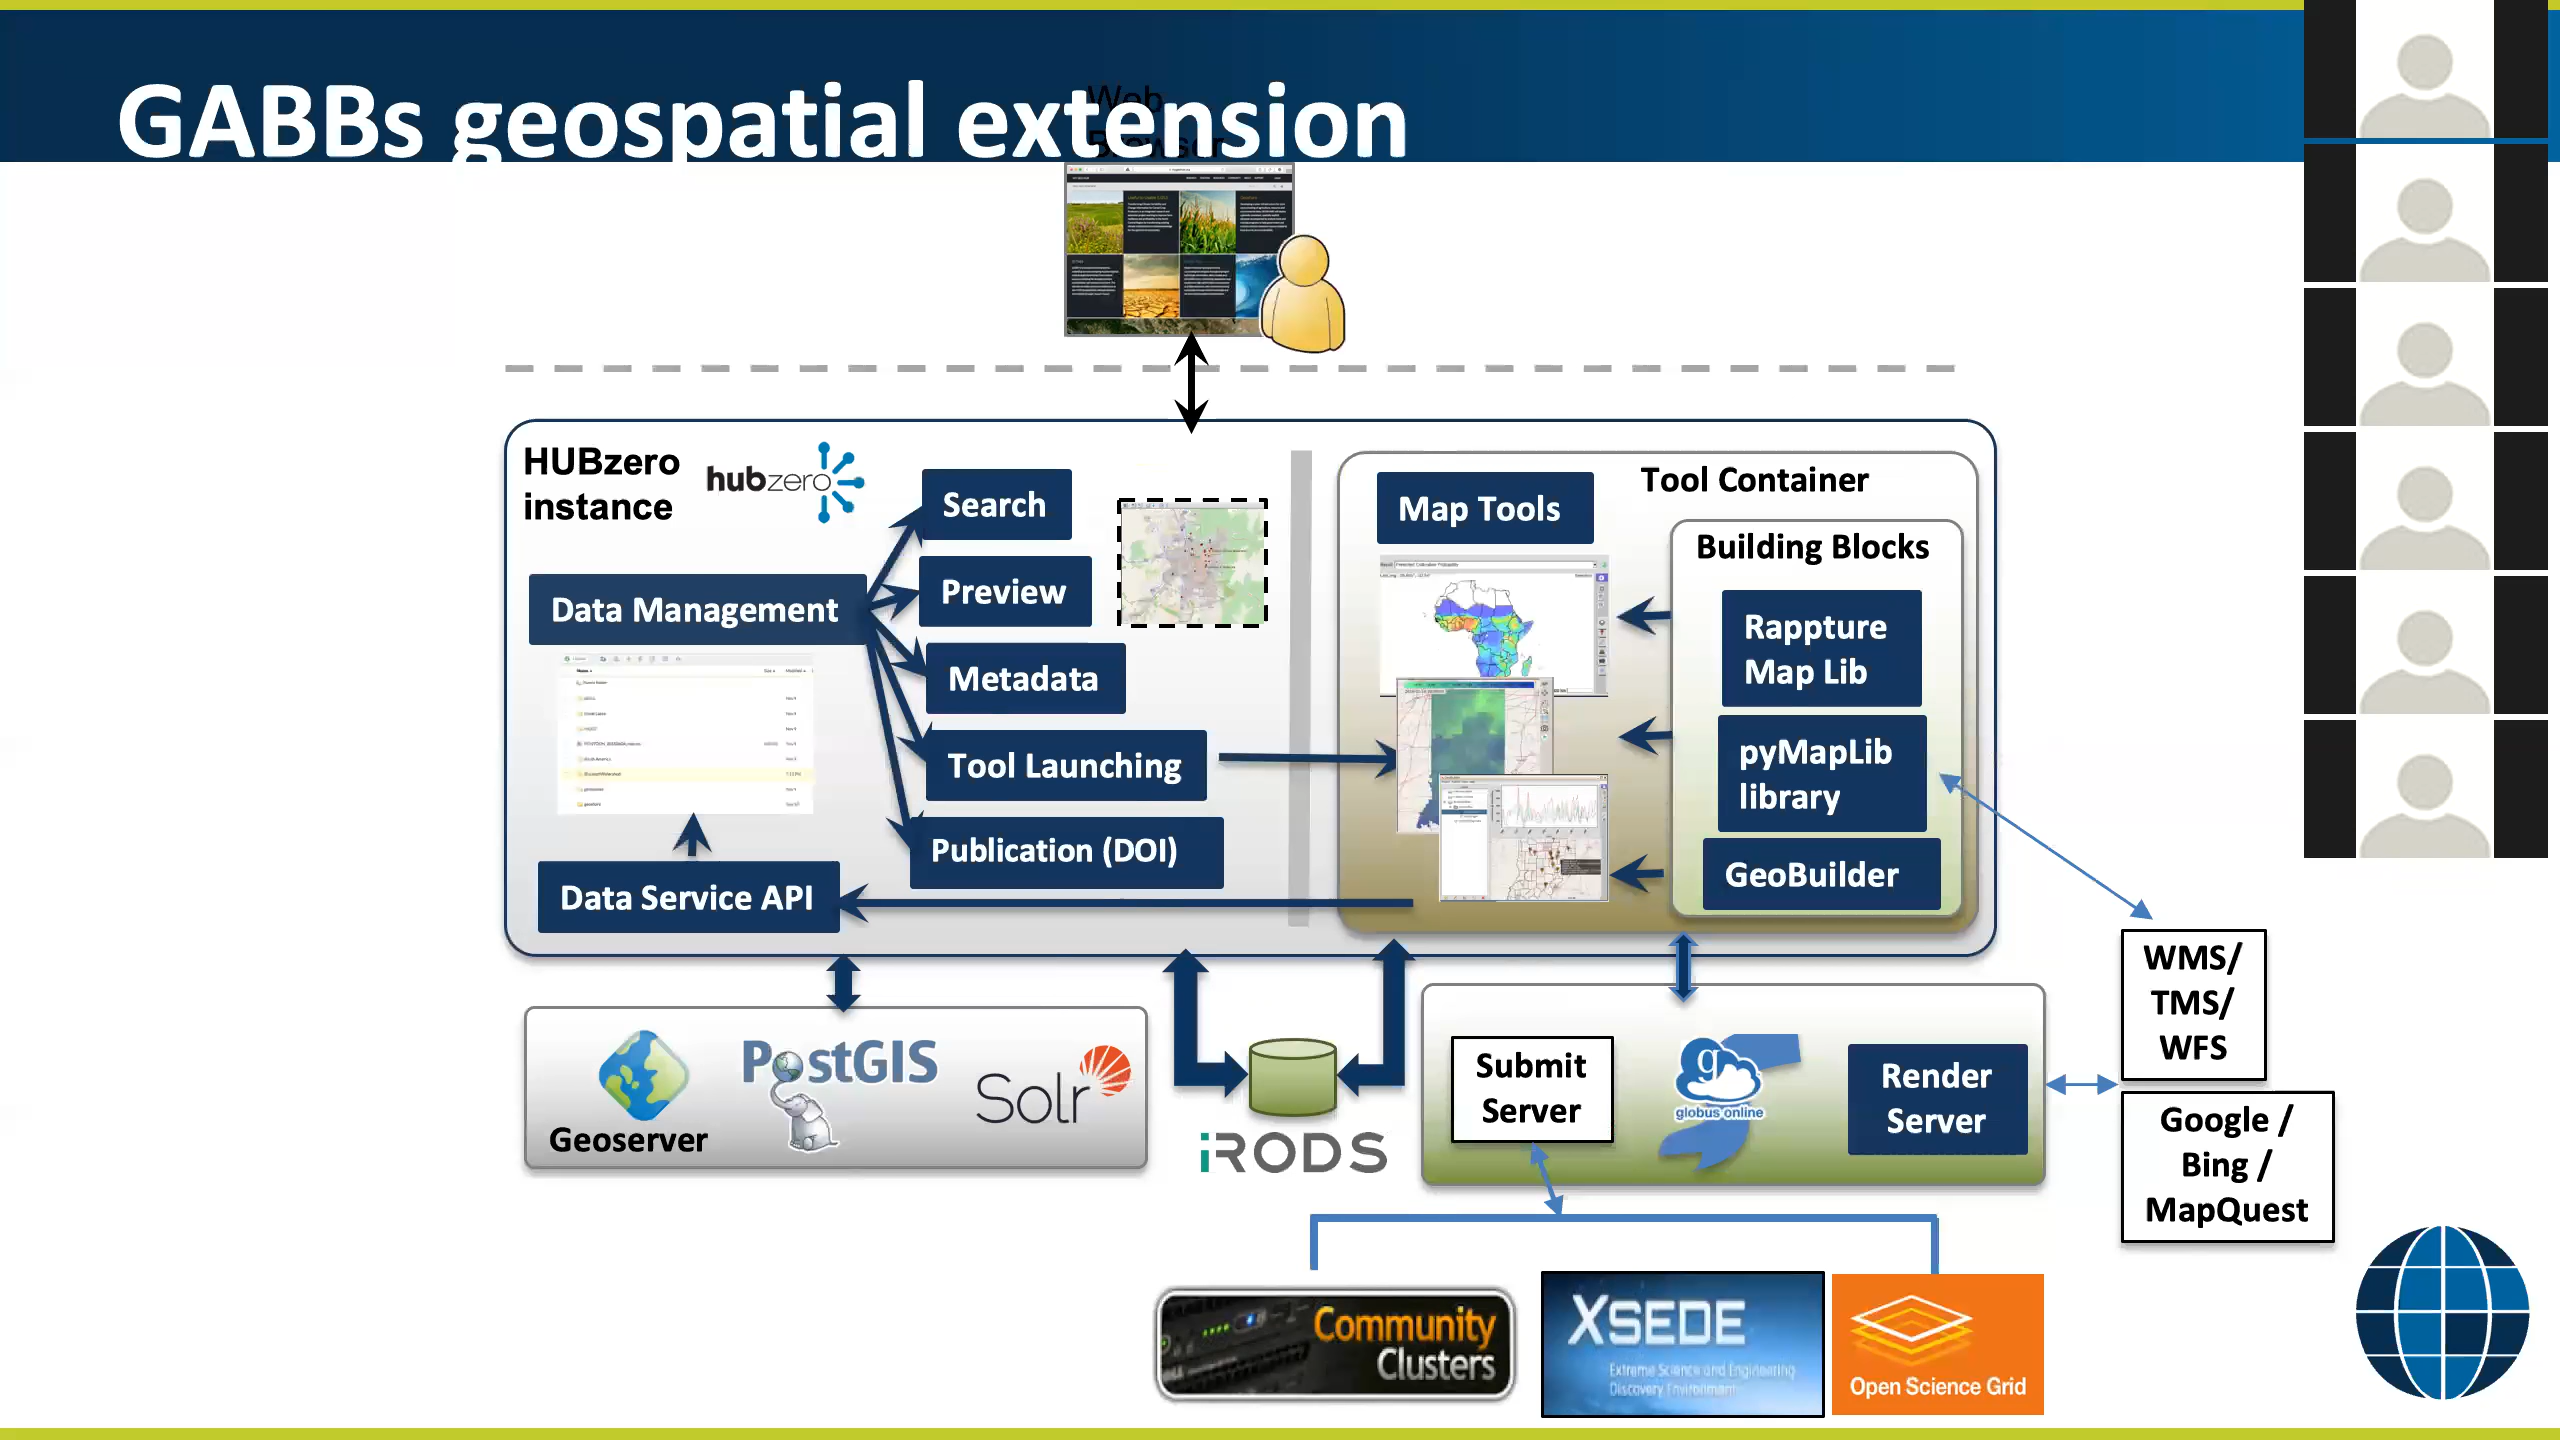 GABBs geospatial extension
Web
Browser
HUBzero
instance
hubzero
Search
Preview
Data Management
Metadata
Tool Launching
Publication (DOI)
Data Service API
Tool Container
Map Tools
Building Blocks
Rappture
Map Lib
pyMapLib
library
GeoBuilder
Geoserver
PostGIS
Solr
iRODS
Submit
Server
g
globus online
Render
Server
WMS/
TMS/
WFS
Google /
Bing /
MapQuest
Community
Clusters
XSEDE
Extreme Science and Engineering
Discovery Environment
Open Science Grid